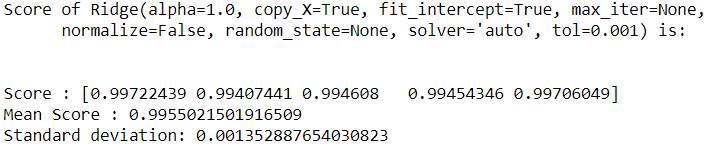 Score of Ridge(alpha=1.0, copy_X=True, fit_intercept=True, max_iter=None,
normalize=False, random_state=None, solver='auto', tol=0.001) is:
Score : [0.99722439 0.99407441 0.994608 0.99454346 0.99706049]
Mean Score : 0.9955021501916509
Standard deviation: 0.001352887654030823